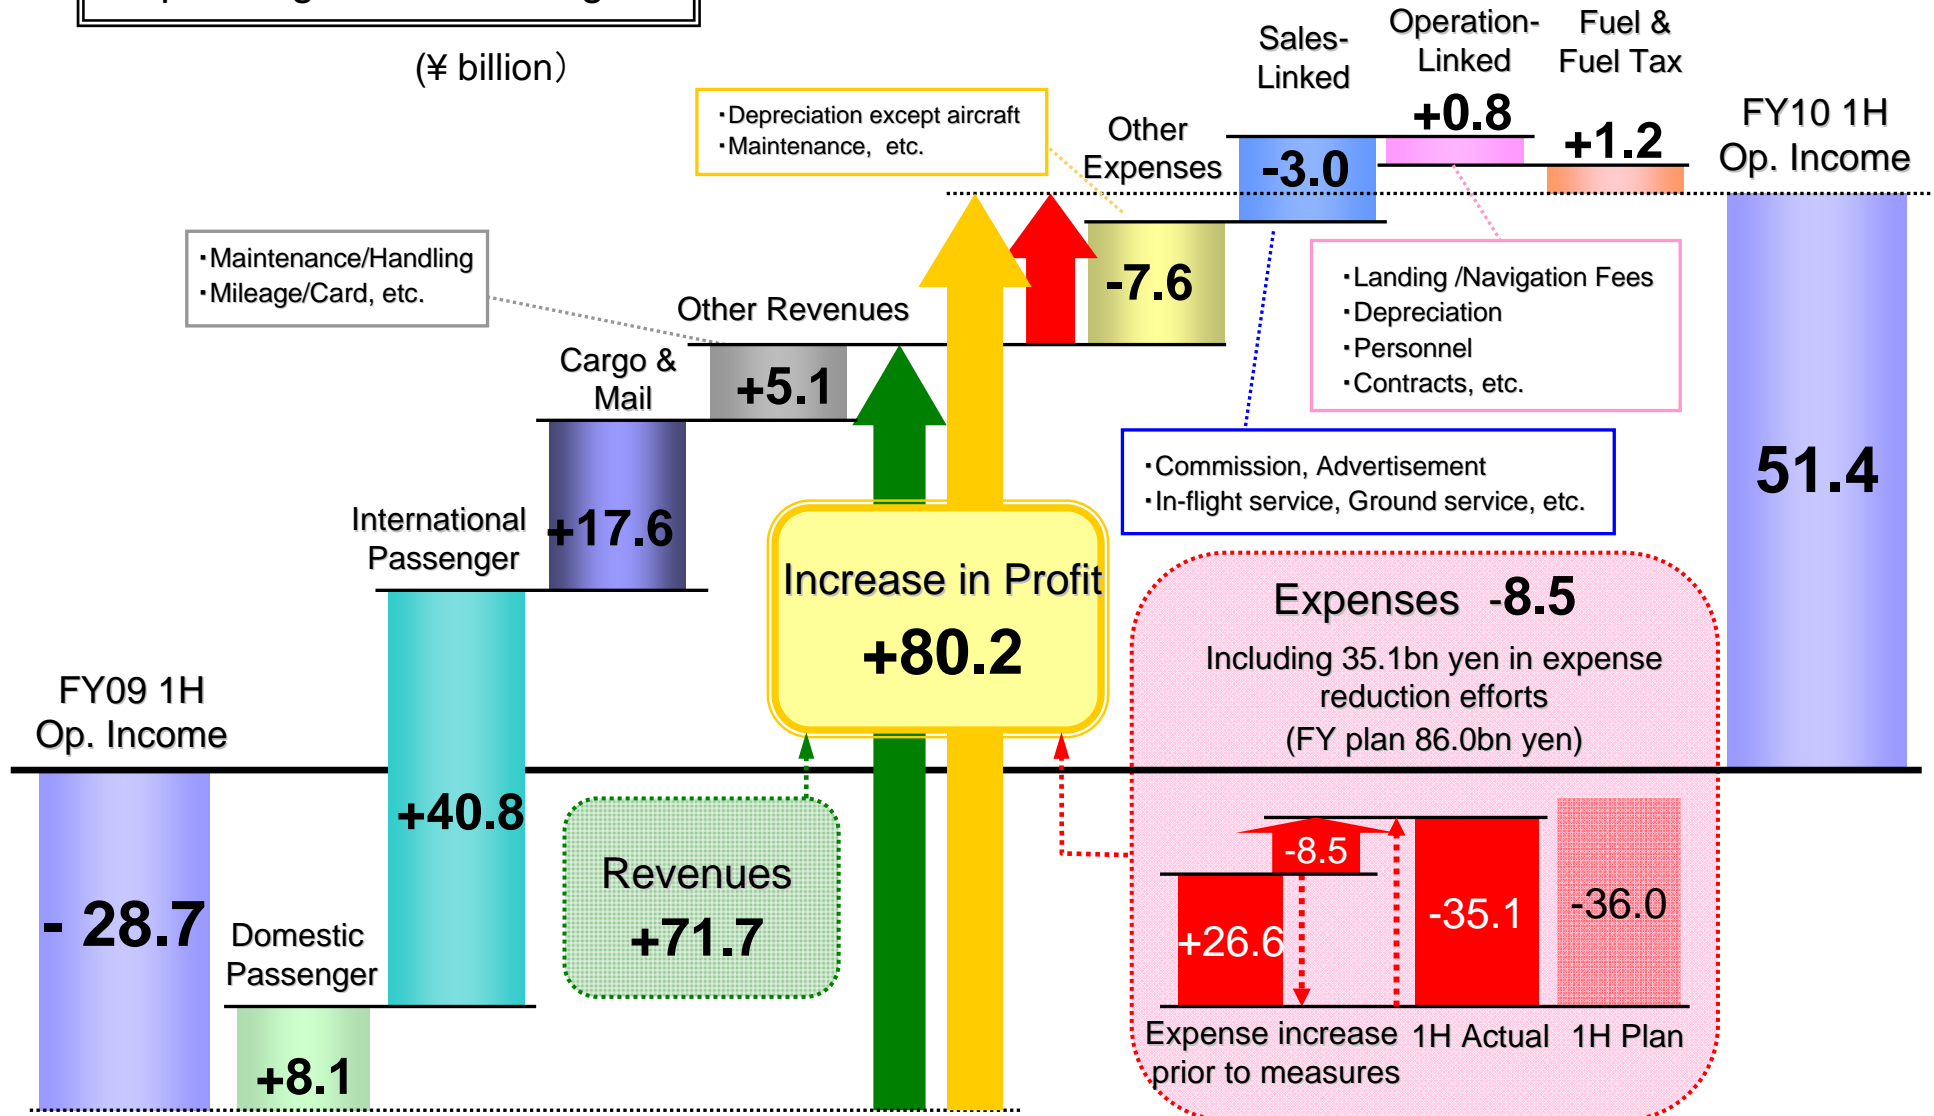 (¥ billion）
Sales-
Linked
Operation-
Linked
+0.8
Fuel &
Fuel Tax
+1.2
FY10 1H
Op. Income
・Depreciation except aircraft
・Maintenance, etc.
Other
Expenses
-3.0
-7.6
・Maintenance/Handling
・Mileage/Card, etc.
Other Revenues
+5.1
Cargo &
Mail
+17.6
・Landing /Navigation Fees
・Depreciation
・Personnel
・Contracts, etc.
・Commission, Advertisement
・In-flight service, Ground service, etc.
51.4
International
Passenger
+40.8
Increase in Profit
+80.2
Expenses -8.5
Including 35.1bn yen in expense
reduction efforts
(FY plan 86.0bn yen)
FY09 1H
Op. Income
- 28.7
Domestic
Passenger
+8.1
Revenues
+71.7
-8.5
+26.6
-35.1
-36.0
Expense increase
prior to measures
1H Actual
1H Plan